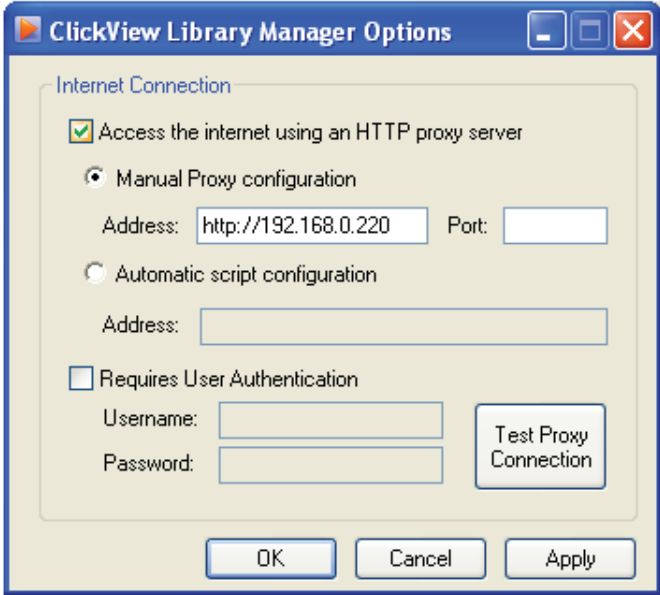 ClickView Library Manager Options
Internet Connection
Access the internet using an HTTP proxy server
Manual Proxy configuration
Address: http://192.168.0.220 Port:
Automatic script configuration
Address:
Requires User Authentication
Username:
Password:
Test Proxy
Connection
OK Cancel Apply